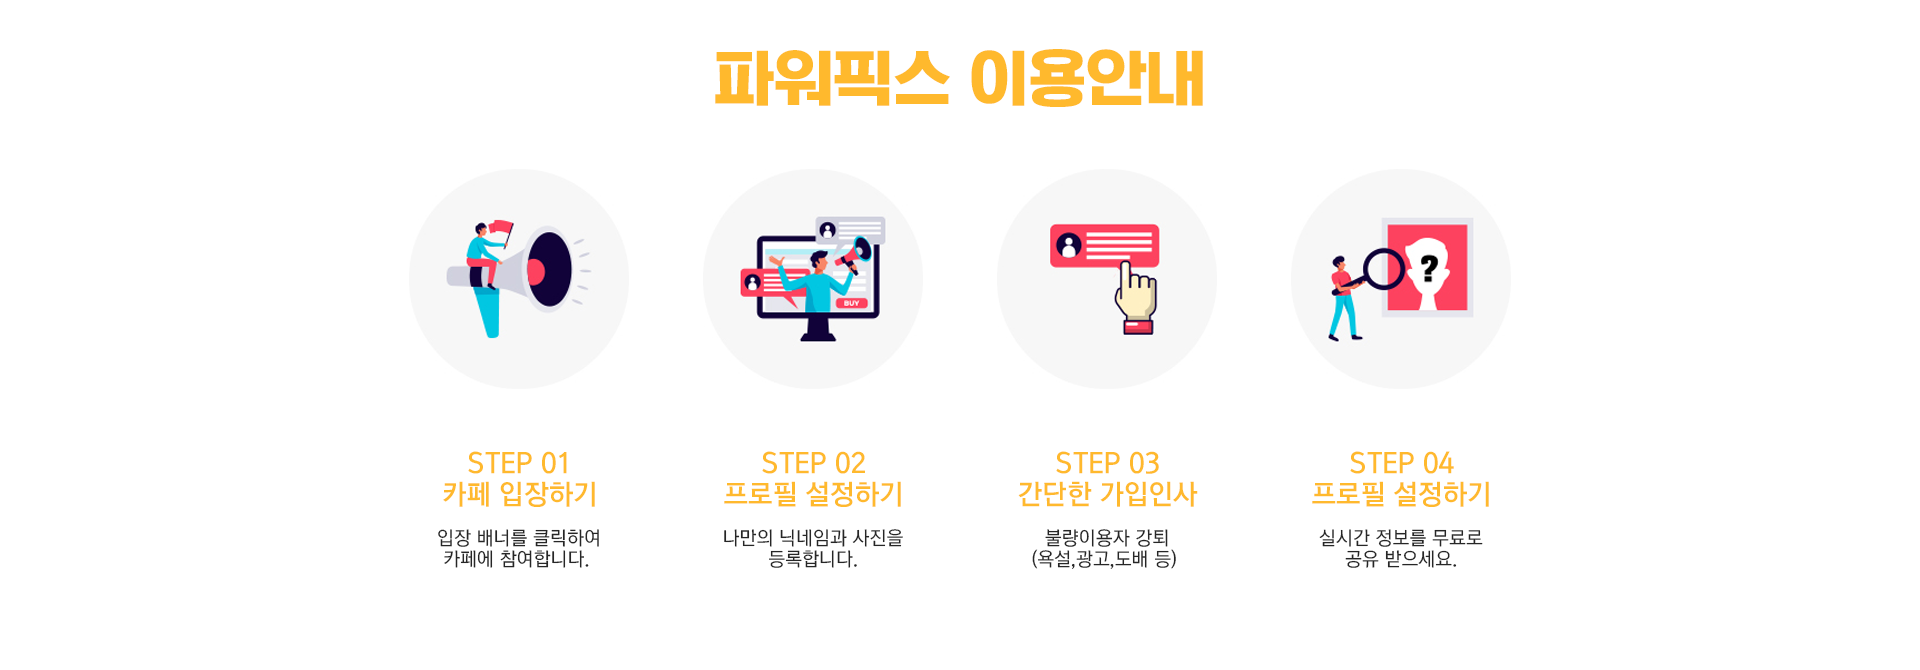 파워픽스 이용안내
BUY
?
STEP 01
카페 입장하기
입장 배너를 클릭하여
카페에 참여합니다.
STEP 02
프로필 설정하기
나만의 닉네임과 사진을
등록합니다.
STEP 03
간단한 가입인사
불량이용자 강퇴
(욕설,광고,도배 등)
STEP 04
프로필 설정하기
실시간 정보를 무료로
공유 받으세요.